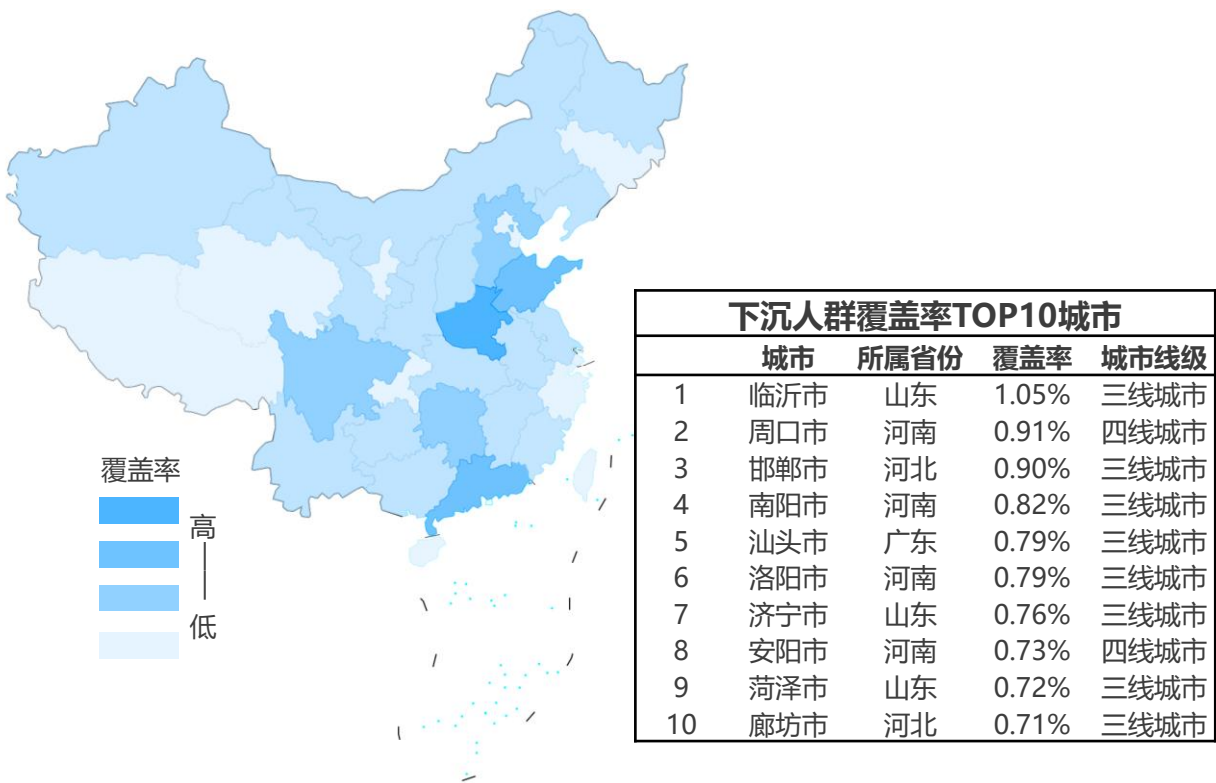 下沉人群覆盖率TOP10城市
城市 所属省份 覆盖率 城市线级
1 临沂市 山东 1.05% 三线城市
2 周口市 河南 0.91% 四线城市
3 邯郸市 河北 0.90% 三线城市
4 南阳市 河南 0.82% 三线城市
5 汕头市 广东 0.79% 三线城市
6 洛阳市 河南 0.79% 三线城市
7 济宁市 山东 0.76% 三线城市
8 安阳市 河南 0.73% 四线城市
9 菏泽市 山东 0.72% 三线城市
10 廊坊市 河北 0.71% 三线城市
覆盖率
高
低